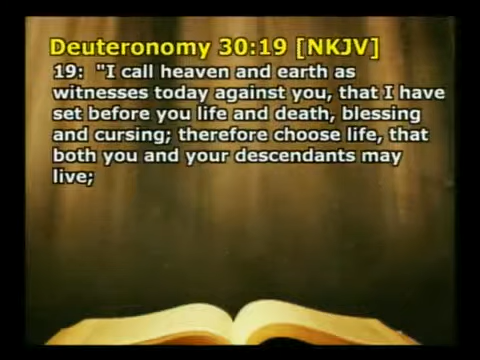 Deuteronomy 30:19 [NKJV]
19:  "I call heaven and earth as
witnesses today against you, that I have
set before you life and death, blessing
and cursing; therefore choose life, that
both you and your descendants may
live;